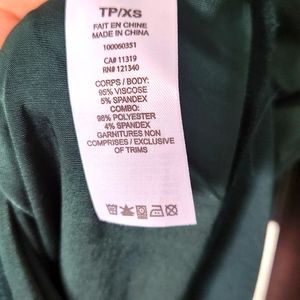 TP/XS
FAIT EN CHINE
MADE IN CHINA
100060351
CA# 11319
RN# 121340
CORPS / BODY:
95% VISCOSE
5% SPANDEX
COMBO:
96% POLYESTER
4% SPANDEX
GARNITURES NON
COMPRISES / EXCLUSIVE
OF TRIMS